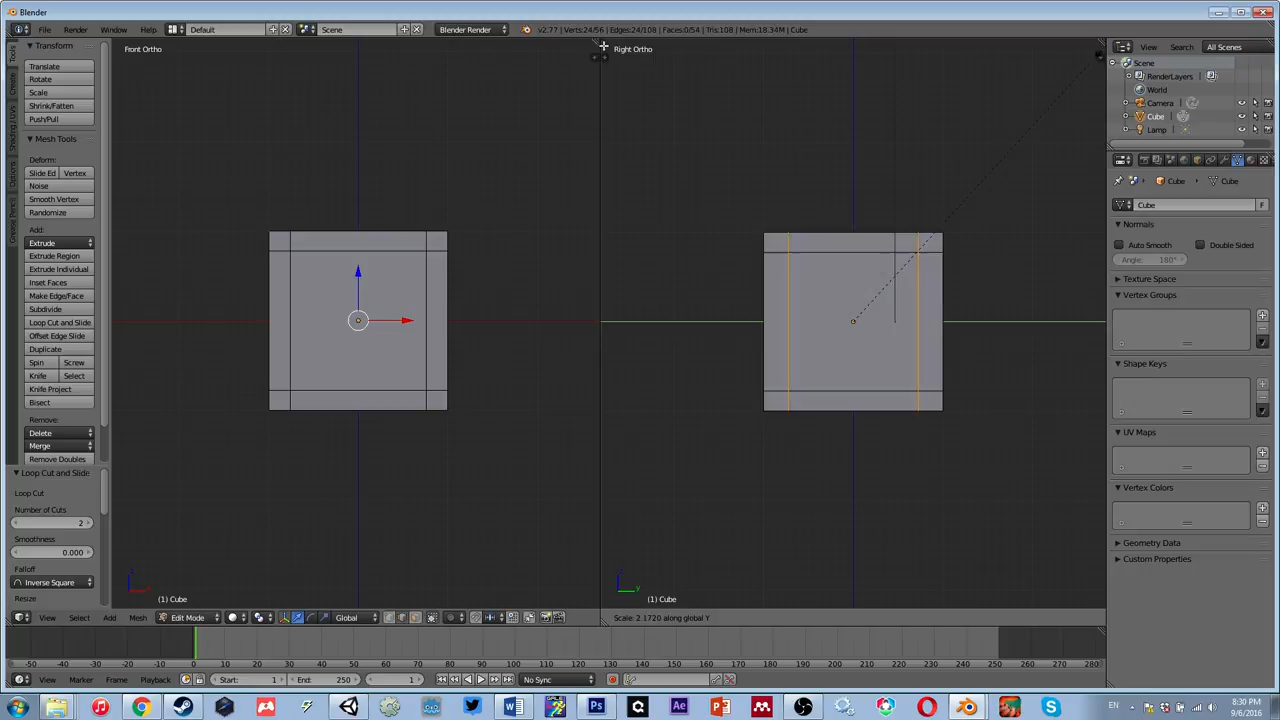 Blender
File Render Window Help Default Scene Blender Render v2.77 | Verts:24/56 | Edges:24/108 | Faces:0/54 | Tris:108 | Mem:18.34M | Cube
Tools
Create
Shading / UVs
Options
Grease Pencil
Transform
Translate
Rotate
Scale
Shrink/Fatten
Push/Pull
Mesh Tools
Deform:
Slide Ed Vertex
Noise
Smooth Vertex
Randomize
Add:
Extrude
Extrude Region
Extrude Individual
Inset Faces
Make Edge/Face
Subdivide
Loop Cut and Slide
Offset Edge Slide
Duplicate
Spin Screw
Knife Select
Knife Project
Bisect
Remove:
Delete
Merge
Remove Doubles
Loop Cut and Slide
Loop Cut
Number of Cuts
2
Smoothness
0.000
Falloff
Inverse Square
Resize
Front Ortho
(1) Cube
Right Ortho
(1) Cube
View Select Add Mesh Edit Mode Global
Scale: 2.1720 along global Y
View Search All Scenes
Scene
RenderLayers
World
Camera
Cube
Lamp
Cube Cube
Cube F
Normals
Auto Smooth Double Sided
Angle: 180°
Texture Space
Vertex Groups
Shape Keys
UV Maps
Vertex Colors
Geometry Data
Custom Properties
-50 -40 -30 -20 -10 0 10 20 30 40 50 60 70 80 90 100 110 120 130 140 150 160 170 180 190 200 210 220 230 240 250 260 270 280
View Marker Frame Playback Start: 1 End: 250 1 No Sync
EN 8:30 PM
9/6/2016